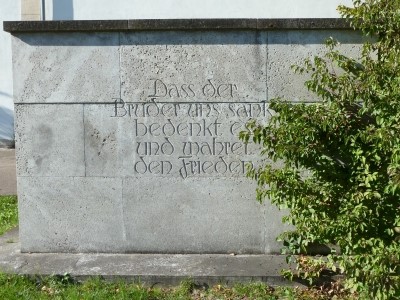 Dass der
Brüder uns sank
bedenkt
und wahret
den Frieden